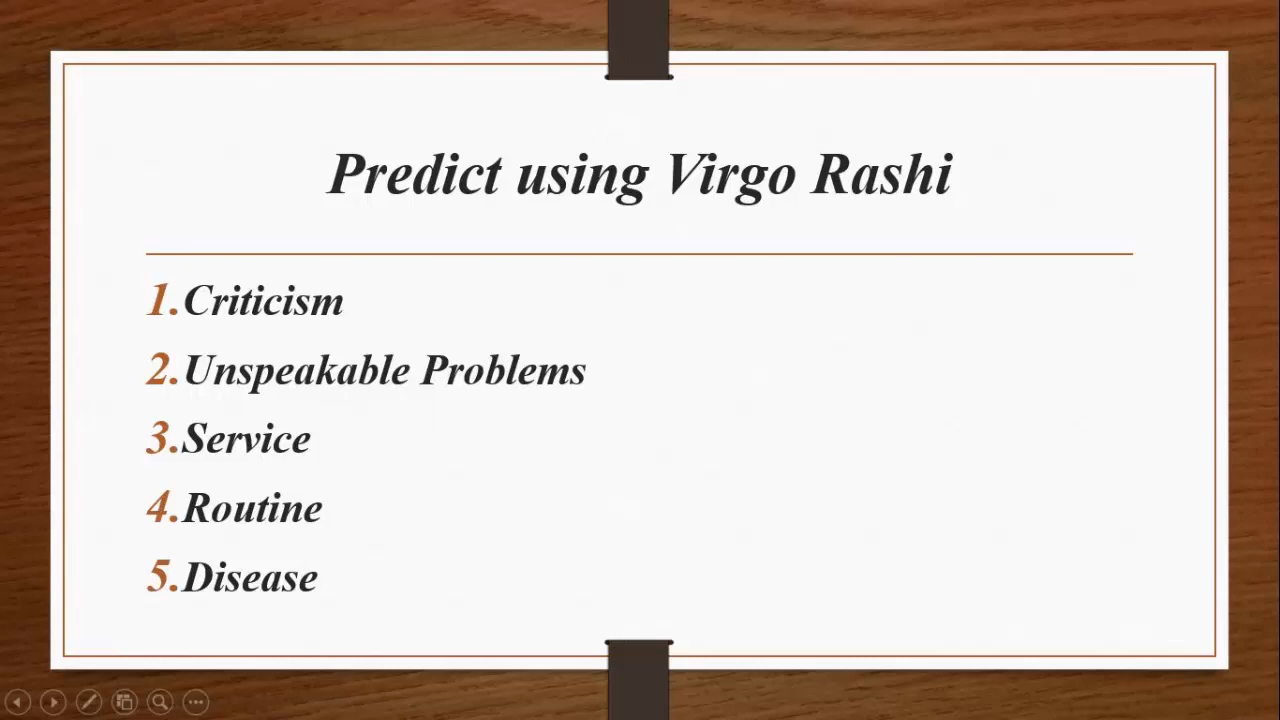 Predict using Virgo Rashi
1.Criticism
2.Unspeakable Problems
3.Service
4.Routine
5.Disease